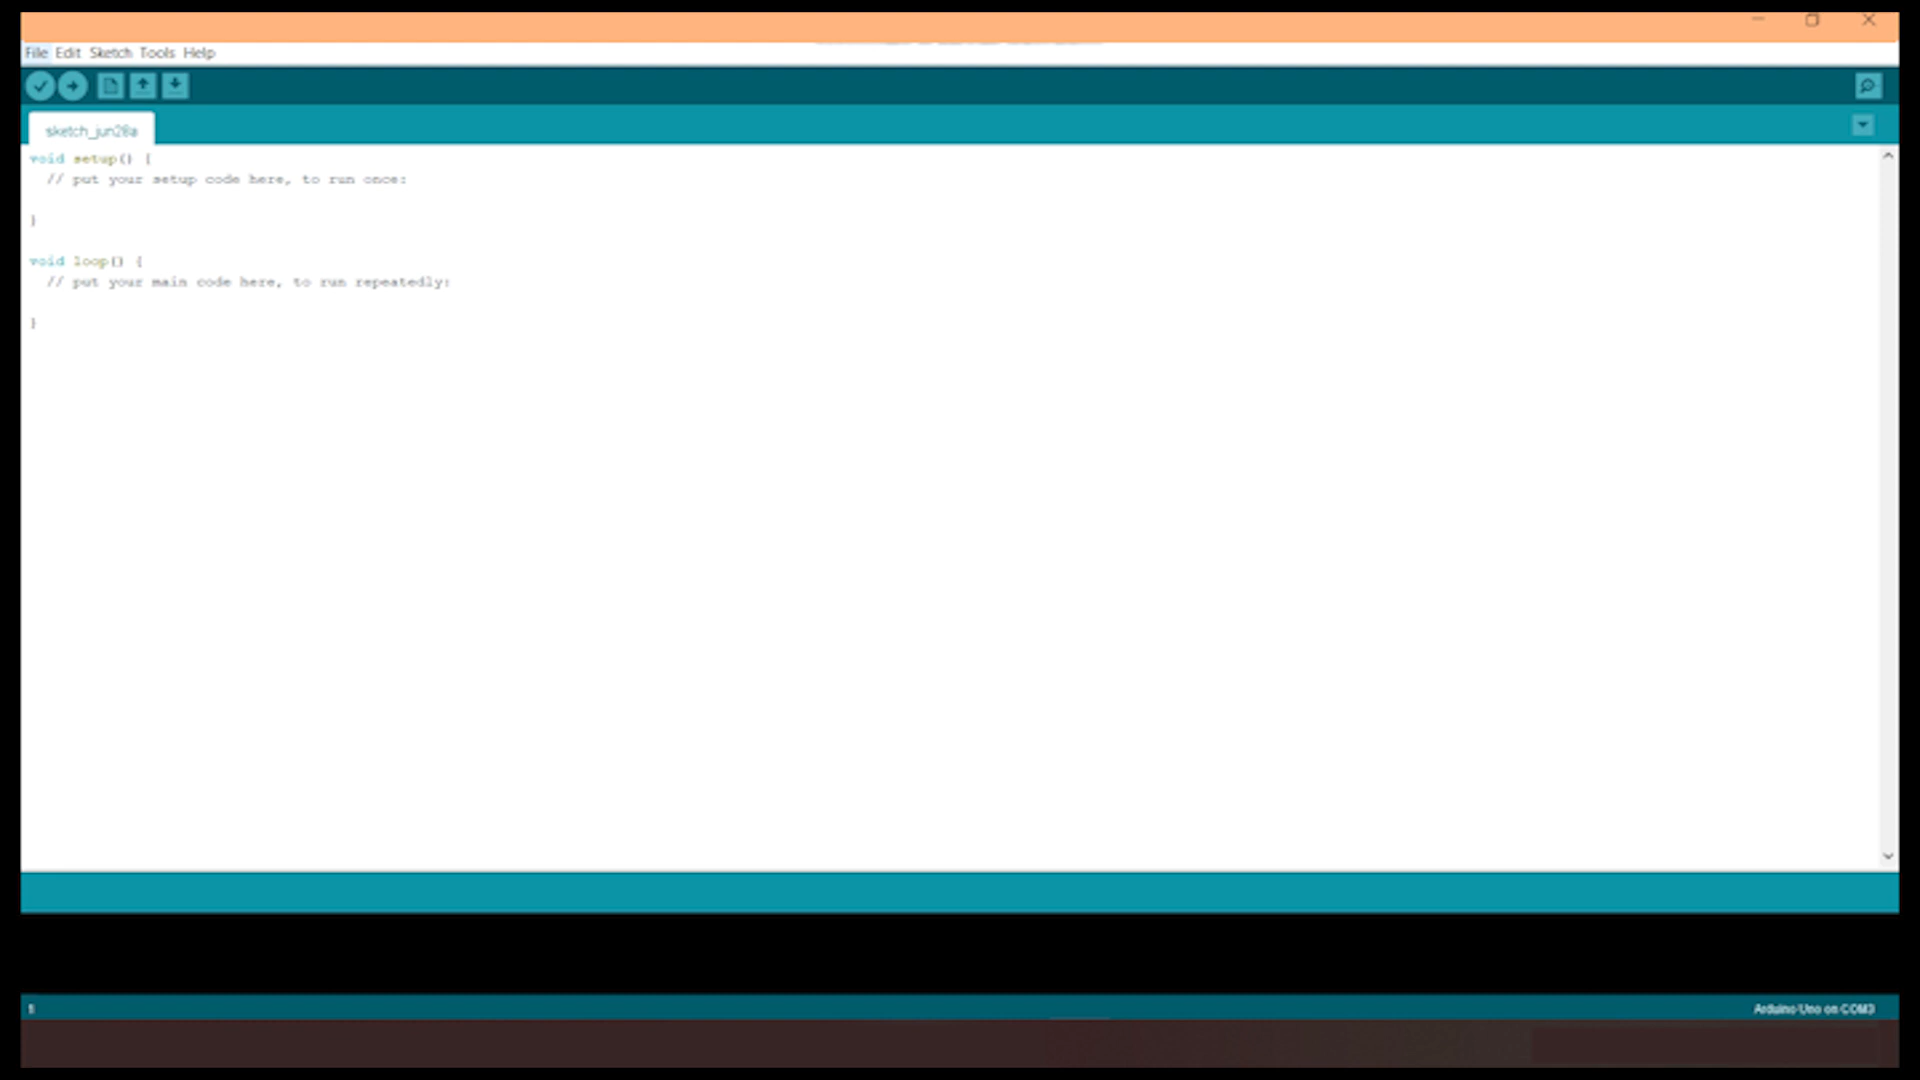 File Edit Sketch Tools Help
sketch_jun28a
void setup() {
  // put your setup code here, to run once:
}
void loop() {
  // put your main code here, to run repeatedly:
}
1
Arduino Uno on COM3